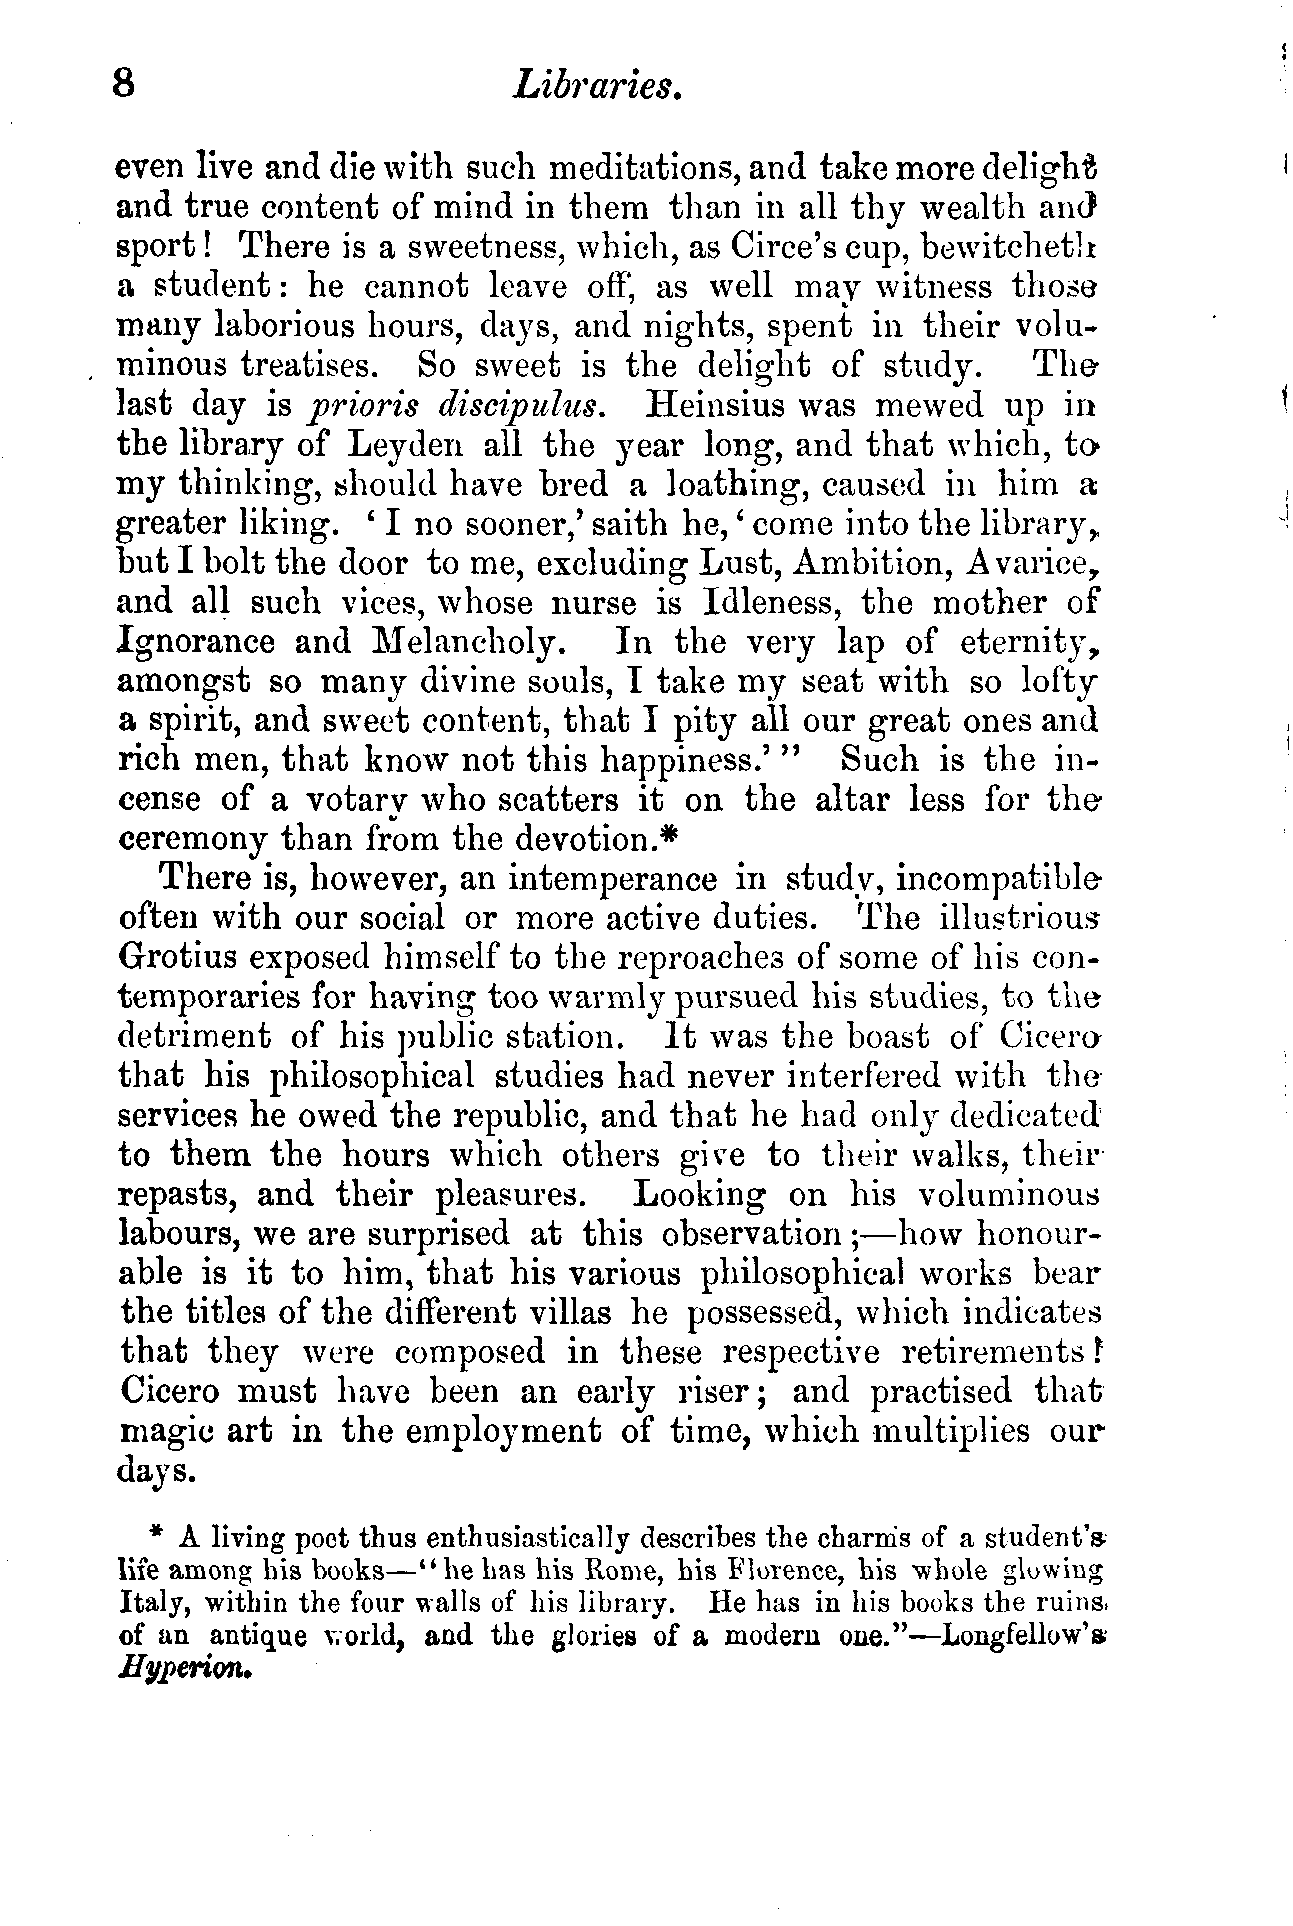 8 Libraries.
even live and die with such meditations, and take more delight
and true content of mind in them than in all thy wealth and
sport! There is a sweetness, which, as Circe's cup, bewitcheth
a student: he cannot leave off, as well may witness those
many laborious hours, days, and nights, spent in their volu-
minous treatises. So sweet is the delight of study. The
last day is prioris discipulus. Heinsius was mewed up in
the library of Leyden all the year long, and that which, to
my thinking, should have bred a loathing, caused in him a
greater liking. ‘I no sooner,’ saith he, ‘come into the library,
but I bolt the door to me, excluding Lust, Ambition, Avarice,
and all such vices, whose nurse is Idleness, the mother of
Ignorance and Melancholy. In the very lap of eternity,
amongst so many divine souls, I take my seat with so lofty
a spirit, and sweet content, that I pity all our great ones and
rich men, that know not this happiness.’” Such is the in-
cense of a votary who scatters it on the altar less for the
ceremony than from the devotion.*
There is, however, an intemperance in study, incompatible
often with our social or more active duties. The illustrious
Grotius exposed himself to the reproaches of some of his con-
temporaries for having too warmly pursued his studies, to the
detriment of his public station. It was the boast of Cicero
that his philosophical studies had never interfered with the
services he owed the republic, and that he had only dedicated
to them the hours which others give to their walks, their
repasts, and their pleasures. Looking on his voluminous
labours, we are surprised at this observation;—how honour-
able is it to him, that his various philosophical works bear
the titles of the different villas he possessed, which indicates
that they were composed in these respective retirements!
Cicero must have been an early riser; and practised that
magic art in the employment of time, which multiplies our
days.
* A living poet thus enthusiastically describes the charms of a student's
life among his books—“he has his Rome, his Florence, his whole glowing
Italy, within the four walls of his library. He has in his books the ruins
of an antique world, and the glories of a modern one.”—Longfellow's
Hyperion.